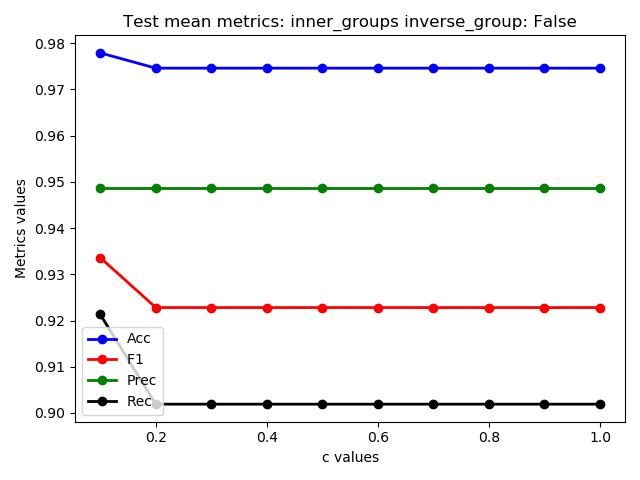 Test mean metrics: inner_groups inverse_group: False
0.98
0.97
0.96
0.95
0.94
0.93
0.92
0.91
0.90
Metrics values
Acc
F1
Prec
Rec
0.2 0.4 0.6 0.8 1.0
c values